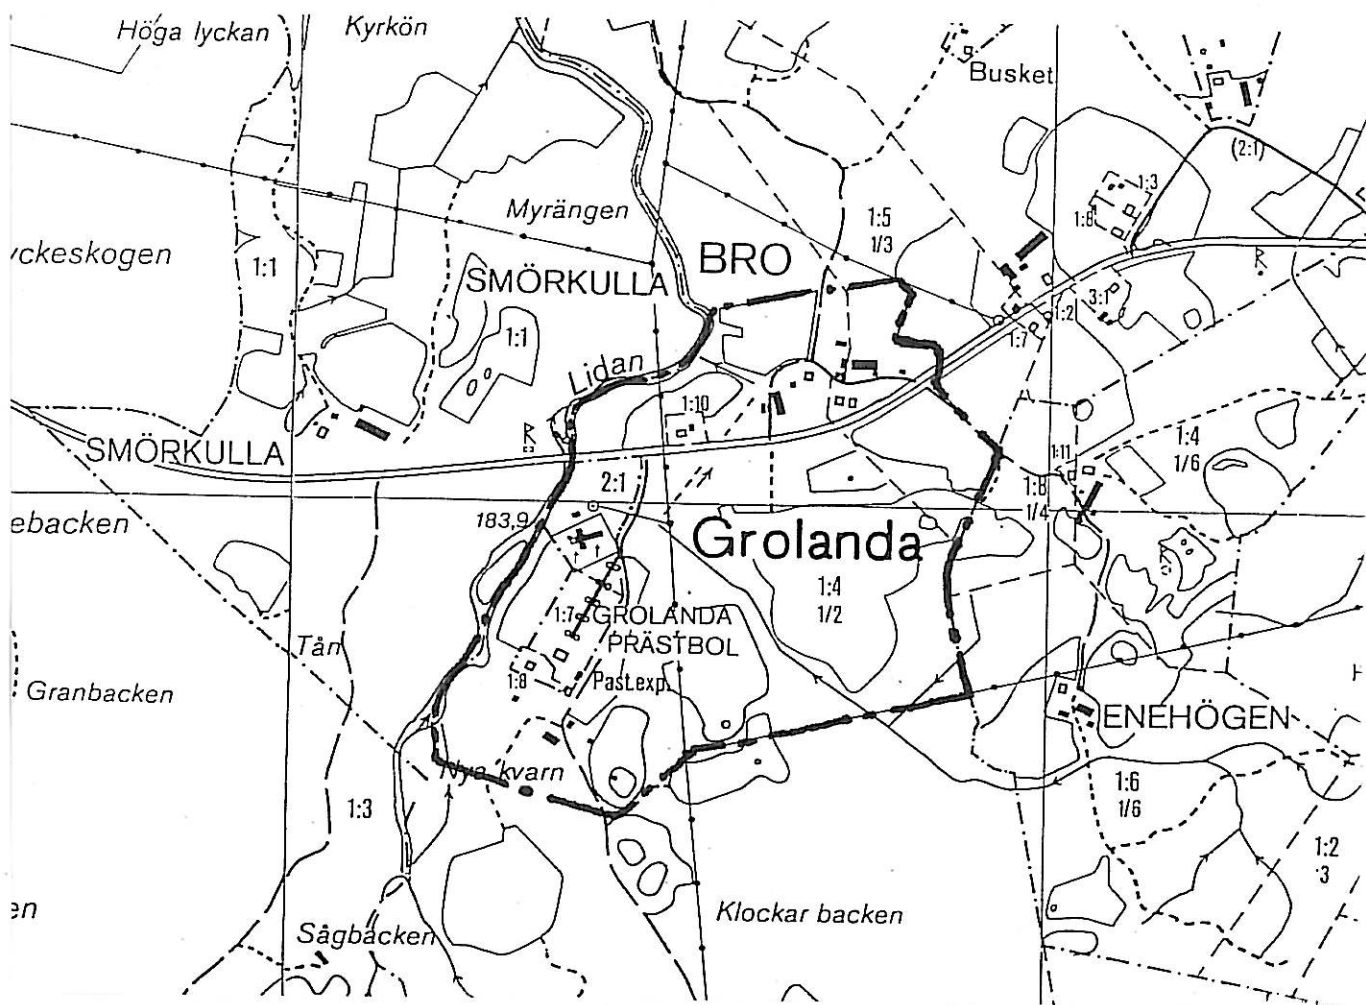 Höga lyckan
Kyrkön
Busket
(2:1)
1:3
1:8
Myrängen
1:5
1/3
yckeskogen
1:1
BRO
R
SMÖRKULLA
3:1
1:2
1:7
1:1
Lidan
1:10
R
SMÖRKULLA
1:4
1/6
1:11
2:1
1:8
1/4
183,9
ebacken
Grolanda
R
1:4
1/2
1:7
GROLANDA
PRÄSTBOL
Tån
1:8
Past.exp.
Granbacken
ENEHÖGEN
Nya kvarn
1:3
1:6
1/6
1:2
3
en
Klockar backen
Sågbacken